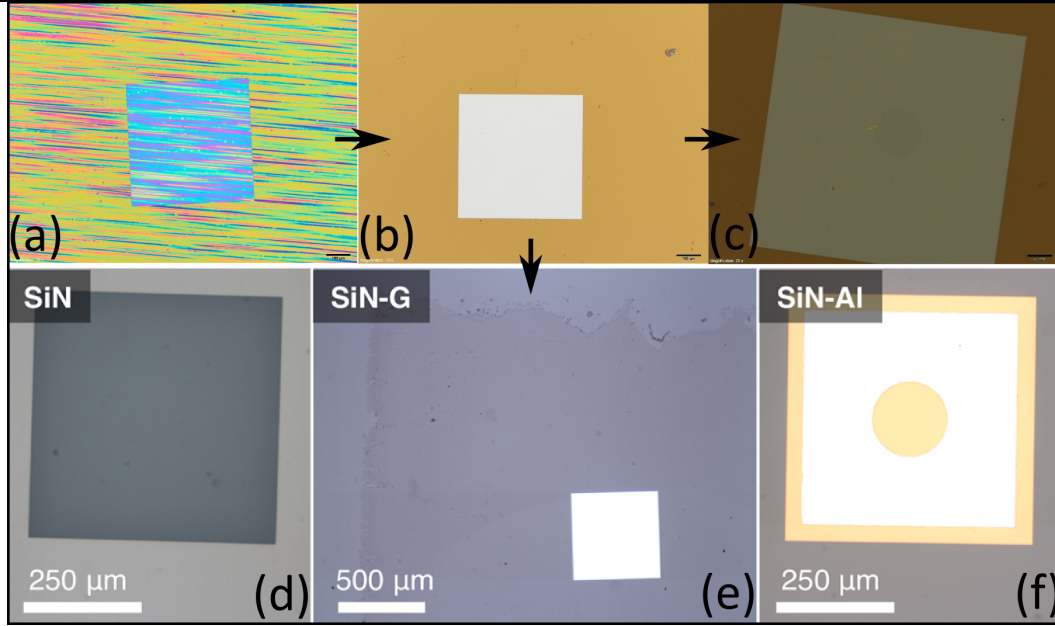 (a)
(b)
(c)
SiN
SiN-G
SiN-Al
250 μm
(d)
500 μm
(e)
250 μm
(f)